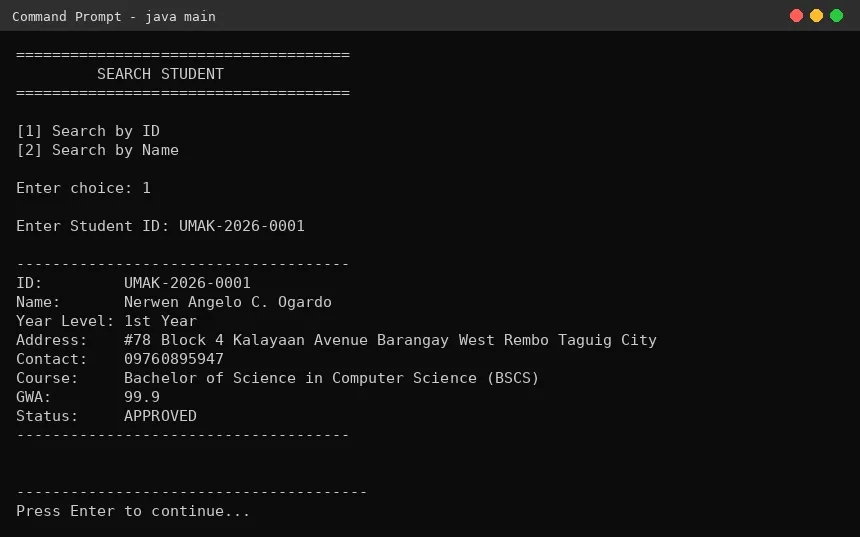 Command Prompt - java main
=====================================
         SEARCH STUDENT
=====================================
[1] Search by ID
[2] Search by Name
Enter choice: 1
Enter Student ID: UMAK-2026-0001
-------------------------------------
ID:         UMAK-2026-0001
Name:       Nerwen Angelo C. Ogardo
Year Level: 1st Year
Address:    #78 Block 4 Kalayaan Avenue Barangay West Rembo Taguig City
Contact:    09760895947
Course:     Bachelor of Science in Computer Science (BSCS)
GWA:        99.9
Status:     APPROVED
-------------------------------------
---------------------------------------
Press Enter to continue...